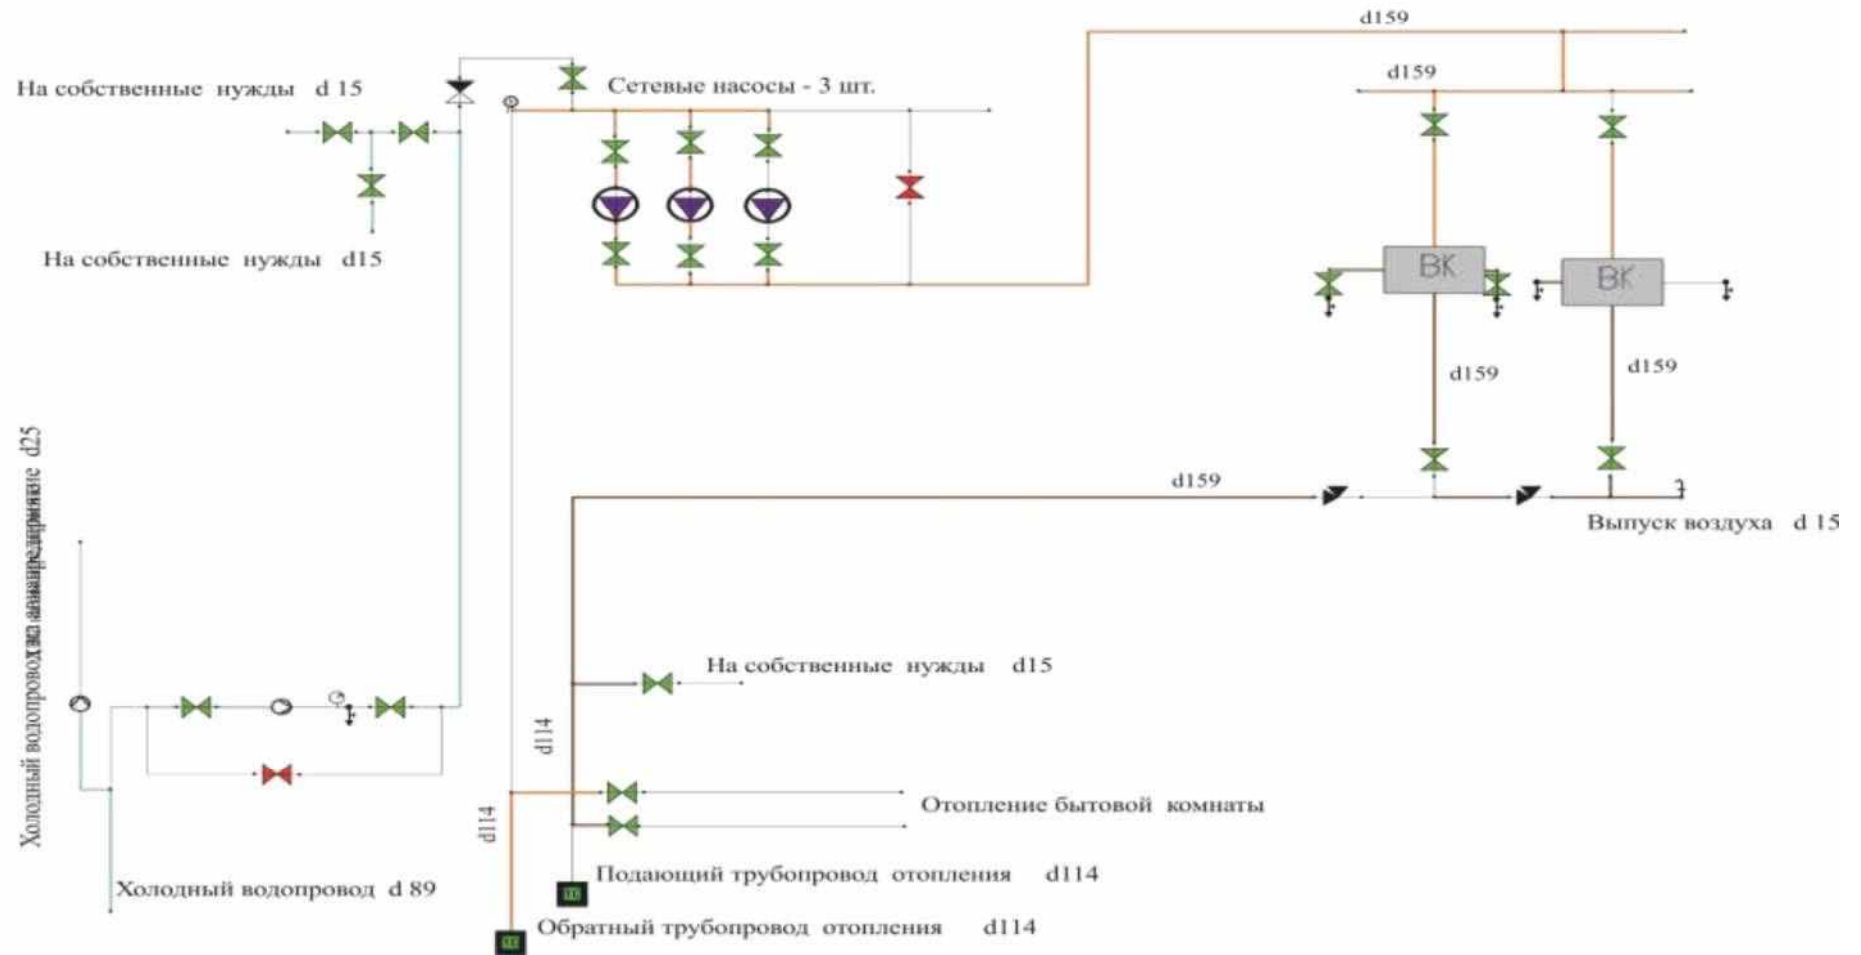 d159
d159
На собственные нужды d 15
Сетевые насосы - 3 шт.
На собственные нужды d15
ВК
ВК
d159
d159
d159
Выпуск воздуха d 15
Холодный водопровод d25
На собственные нужды d15
d114
d114
Отопление бытовой комнаты
Подающий трубопровод отопления d114
Холодный водопровод d 89
Обратный трубопровод отопления d114